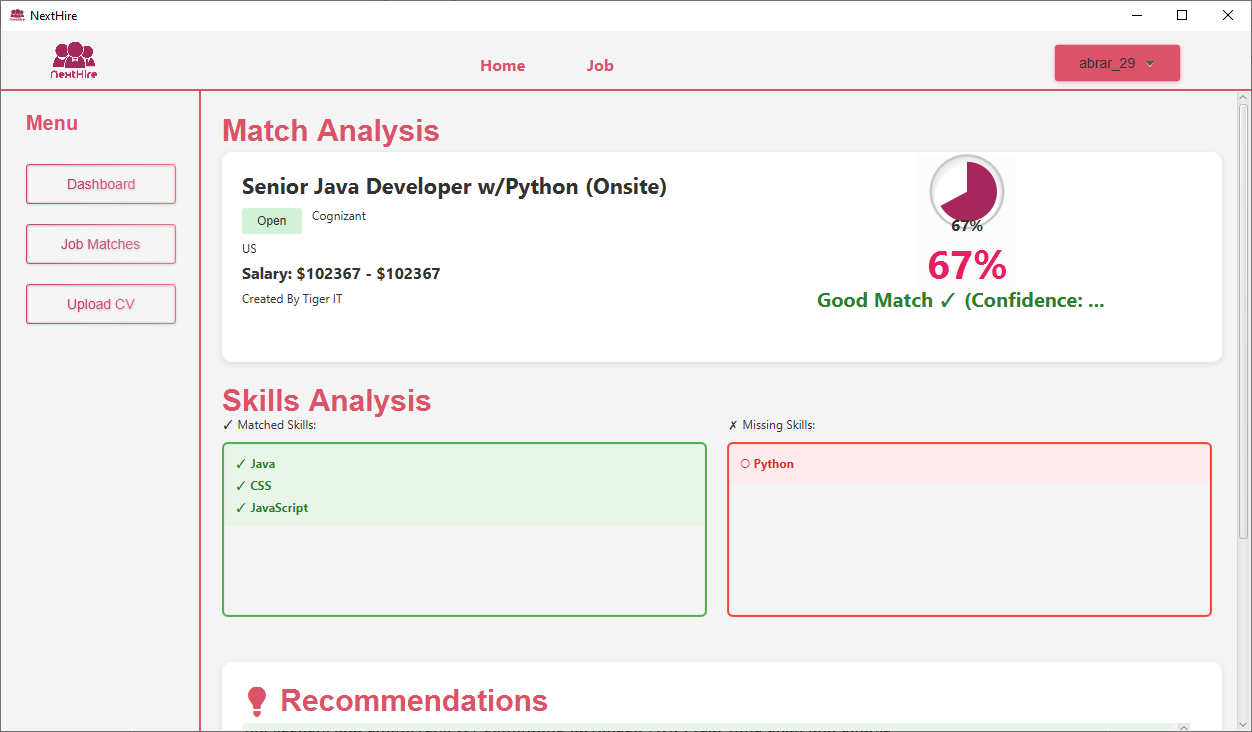 NextHire
NextHire
Home
Job
abrar_29
Menu
Dashboard
Job Matches
Upload CV
Match Analysis
Senior Java Developer w/Python (Onsite)
Open
Cognizant
US
Salary: $102367 - $102367
Created By Tiger IT
67%
67%
Good Match ✓ (Confidence: ...
Skills Analysis
✓ Matched Skills:
✓ Java
✓ CSS
✓ JavaScript
✗ Missing Skills:
○ Python
Recommendations